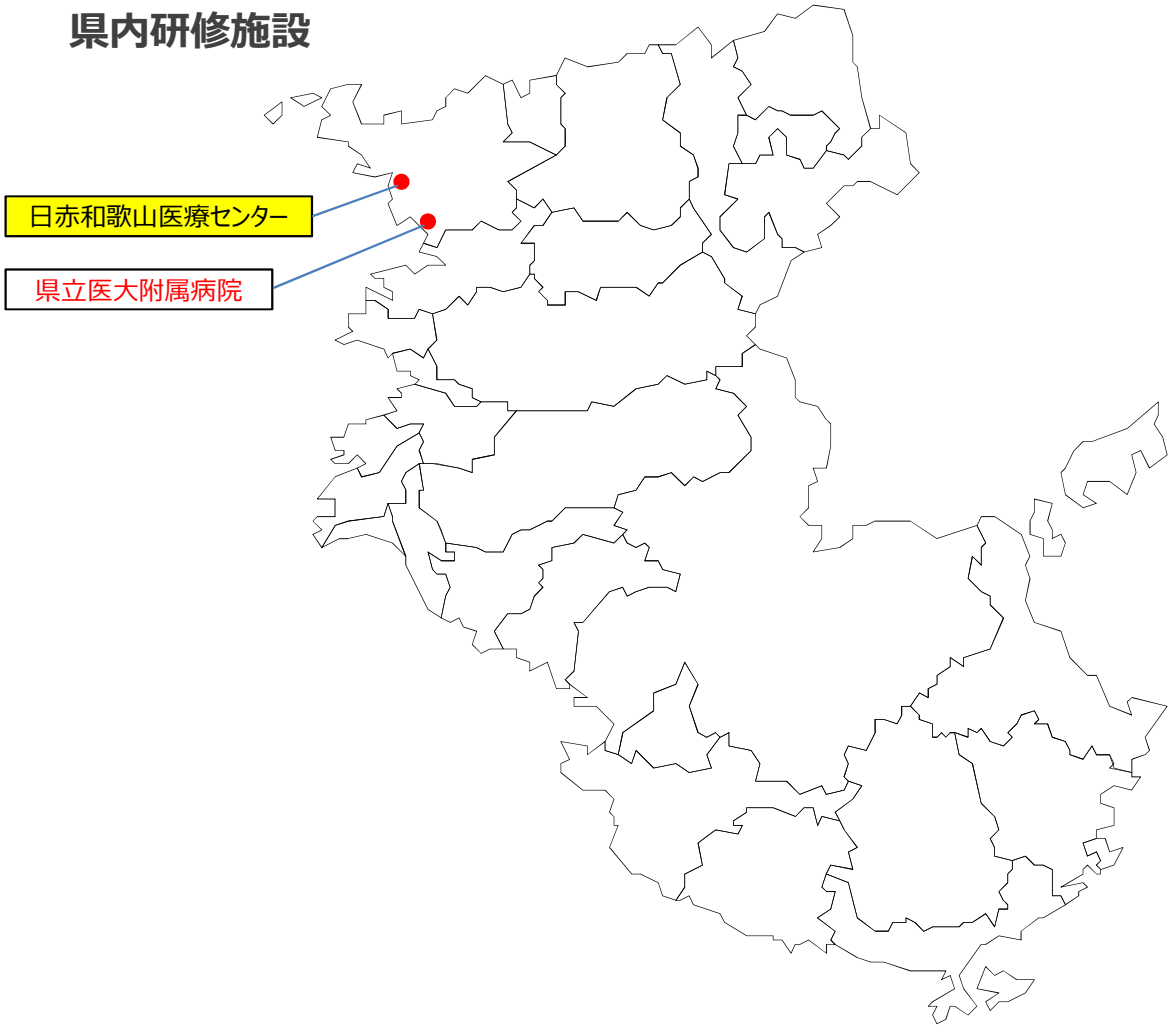 県内研修施設
日赤和歌山医療センター
県立医大附属病院